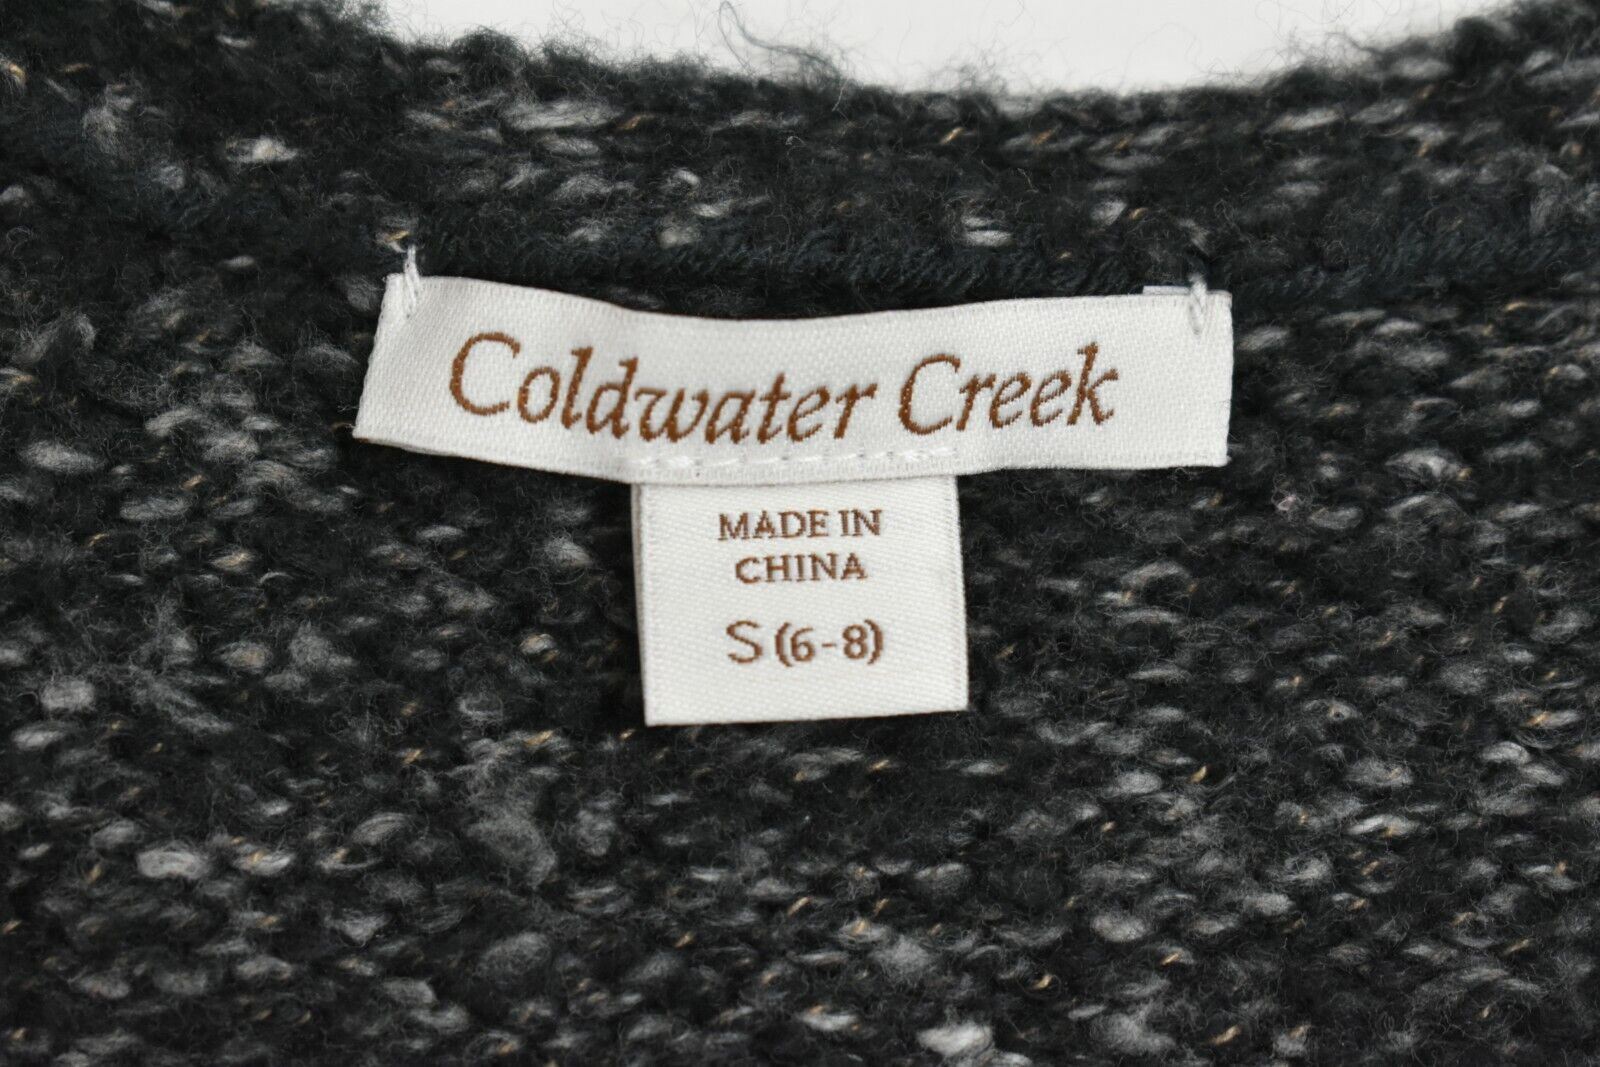 Coldwater Creek
MADE IN
CHINA
S (6-8)